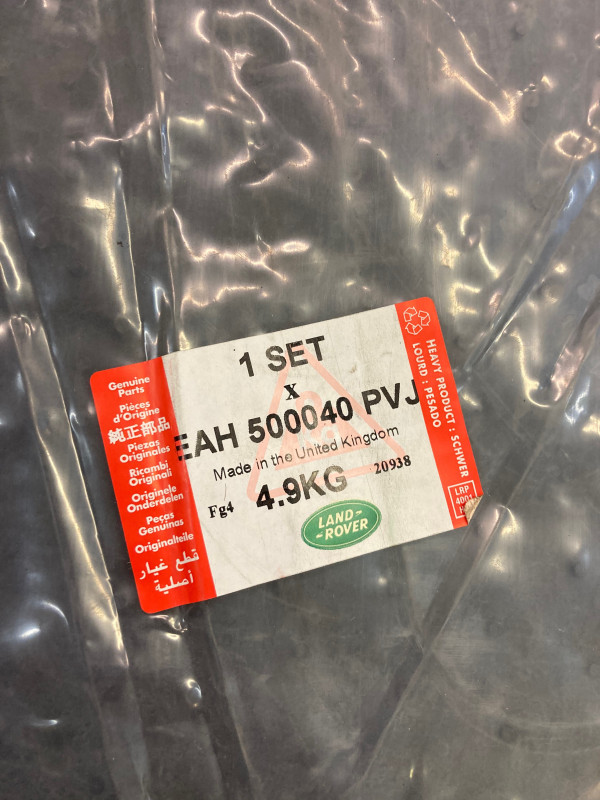 Genuine
Parts
Pièces
d'Origine
純正部品
Piezas
Originales
Ricambi
Originali
Originele
Onderdelen
Peças
Genuinas
Originalteile
قطع غيار
أصلية
1 SET
X
EAH 500040 PVJ
Made in the United Kingdom
Fg4 4.9KG 20938
LAND-
-ROVER
HEAVY PRODUCT : SCHWER
LOURD : PESADO
LRP
4001